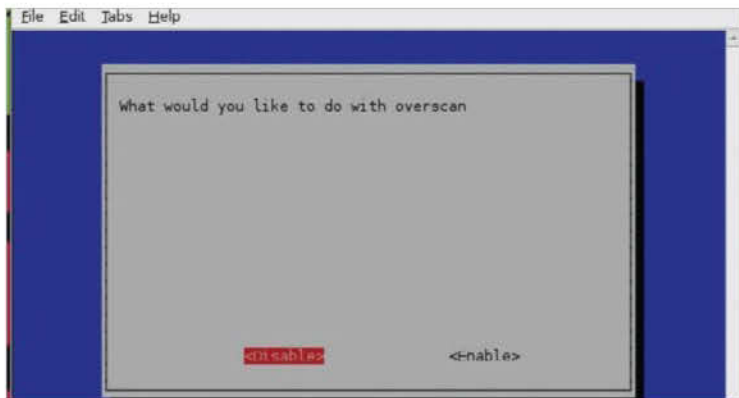 File Edit Tabs Help
What would you like to do with overscan
<Disable> <Enable>